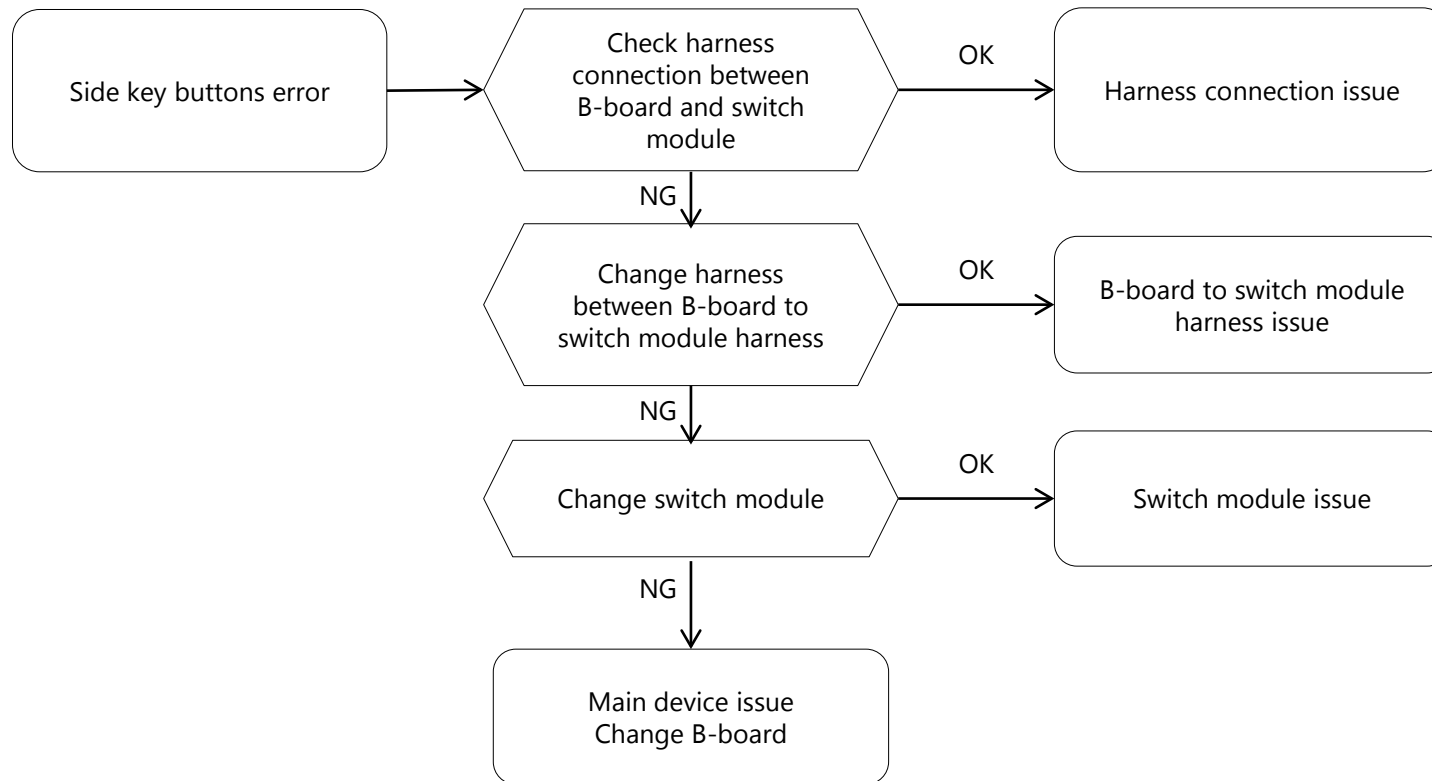 Side key buttons error
Check harness
connection between
B-board and switch
module
OK
Harness connection issue
NG
Change harness
between B-board to
switch module harness
OK
B-board to switch module
harness issue
NG
Change switch module
OK
Switch module issue
NG
Main device issue
Change B-board